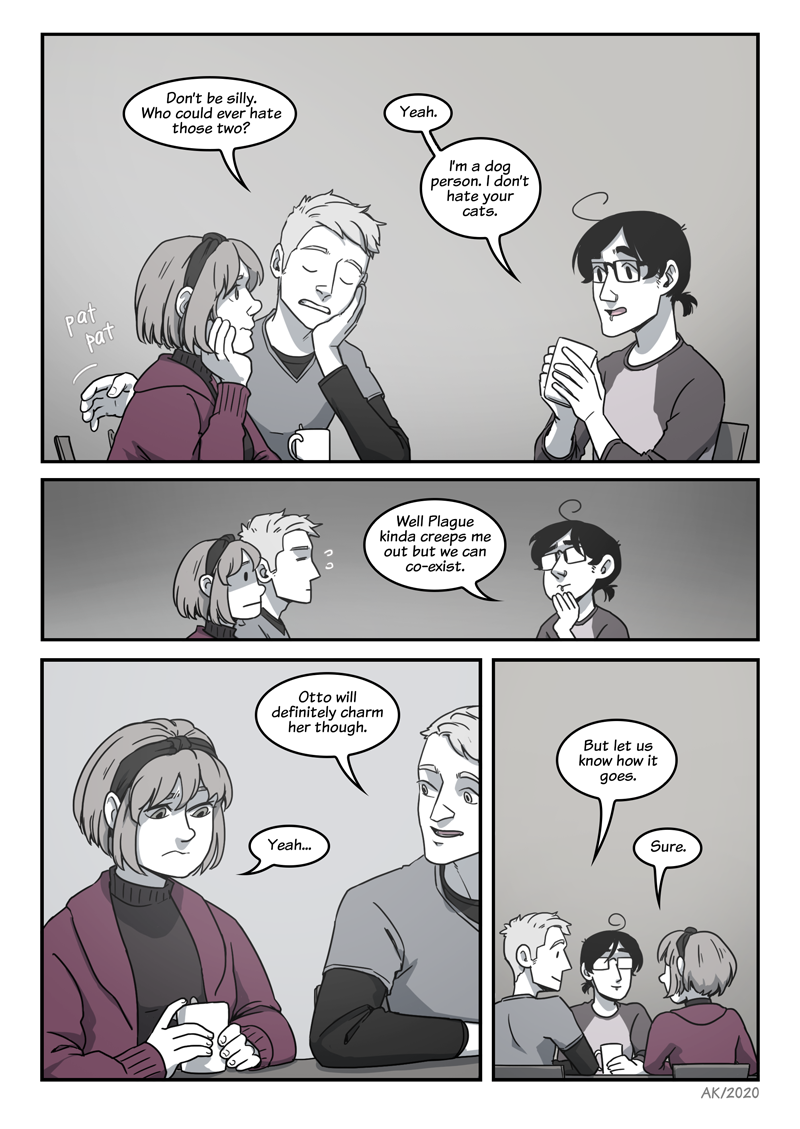 Don't be silly.
Who could ever hate
those two?
Yeah.
I'm a dog
person. I don't
hate your
cats.
pat
pat
Well Plague
kinda creeps me
out but we can
co-exist.
Otto will
definitely charm
her though.
Yeah...
But let us
know how it
goes.
Sure.
AK/2020